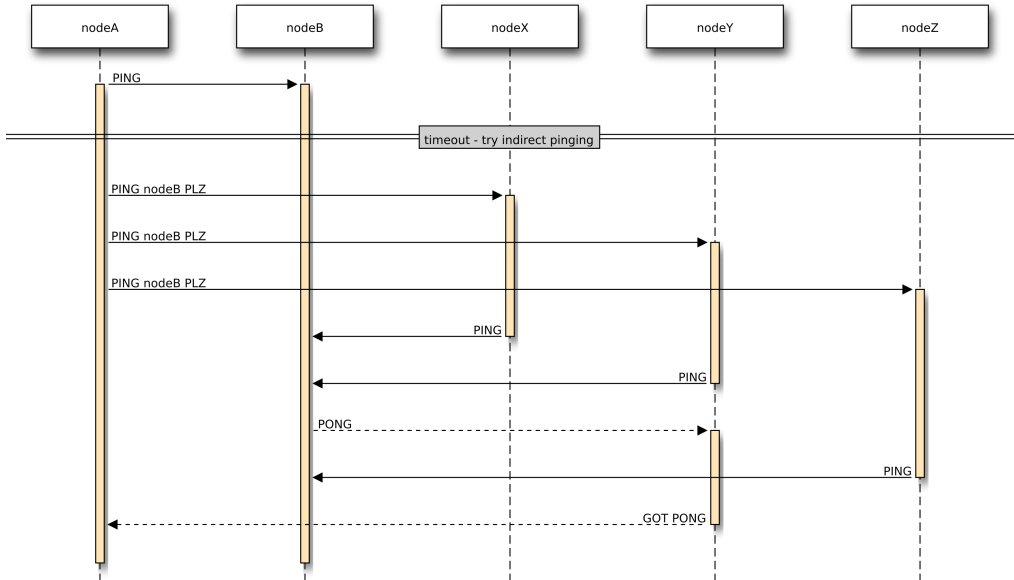 nodeA
nodeB
nodeX
nodeY
nodeZ
PING
timeout - try indirect pinging
PING nodeB PLZ
PING nodeB PLZ
PING nodeB PLZ
PING
PING
PONG
PING
GOT PONG